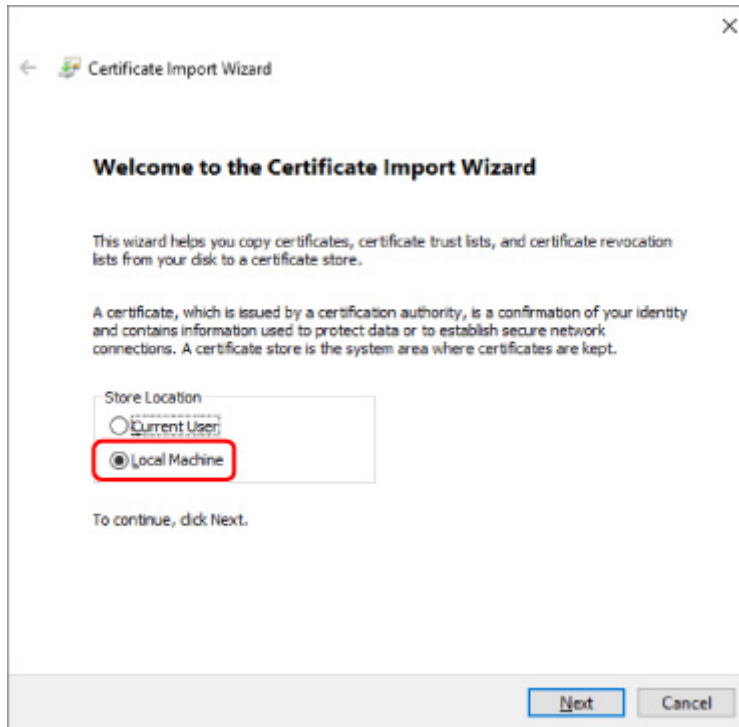 Certificate Import Wizard
Welcome to the Certificate Import Wizard
This wizard helps you copy certificates, certificate trust lists, and certificate revocation
lists from your disk to a certificate store.
A certificate, which is issued by a certification authority, is a confirmation of your identity
and contains information used to protect data or to establish secure network
connections. A certificate store is the system area where certificates are kept.
Store Location
Current User
Local Machine
To continue, click Next.
Next
Cancel